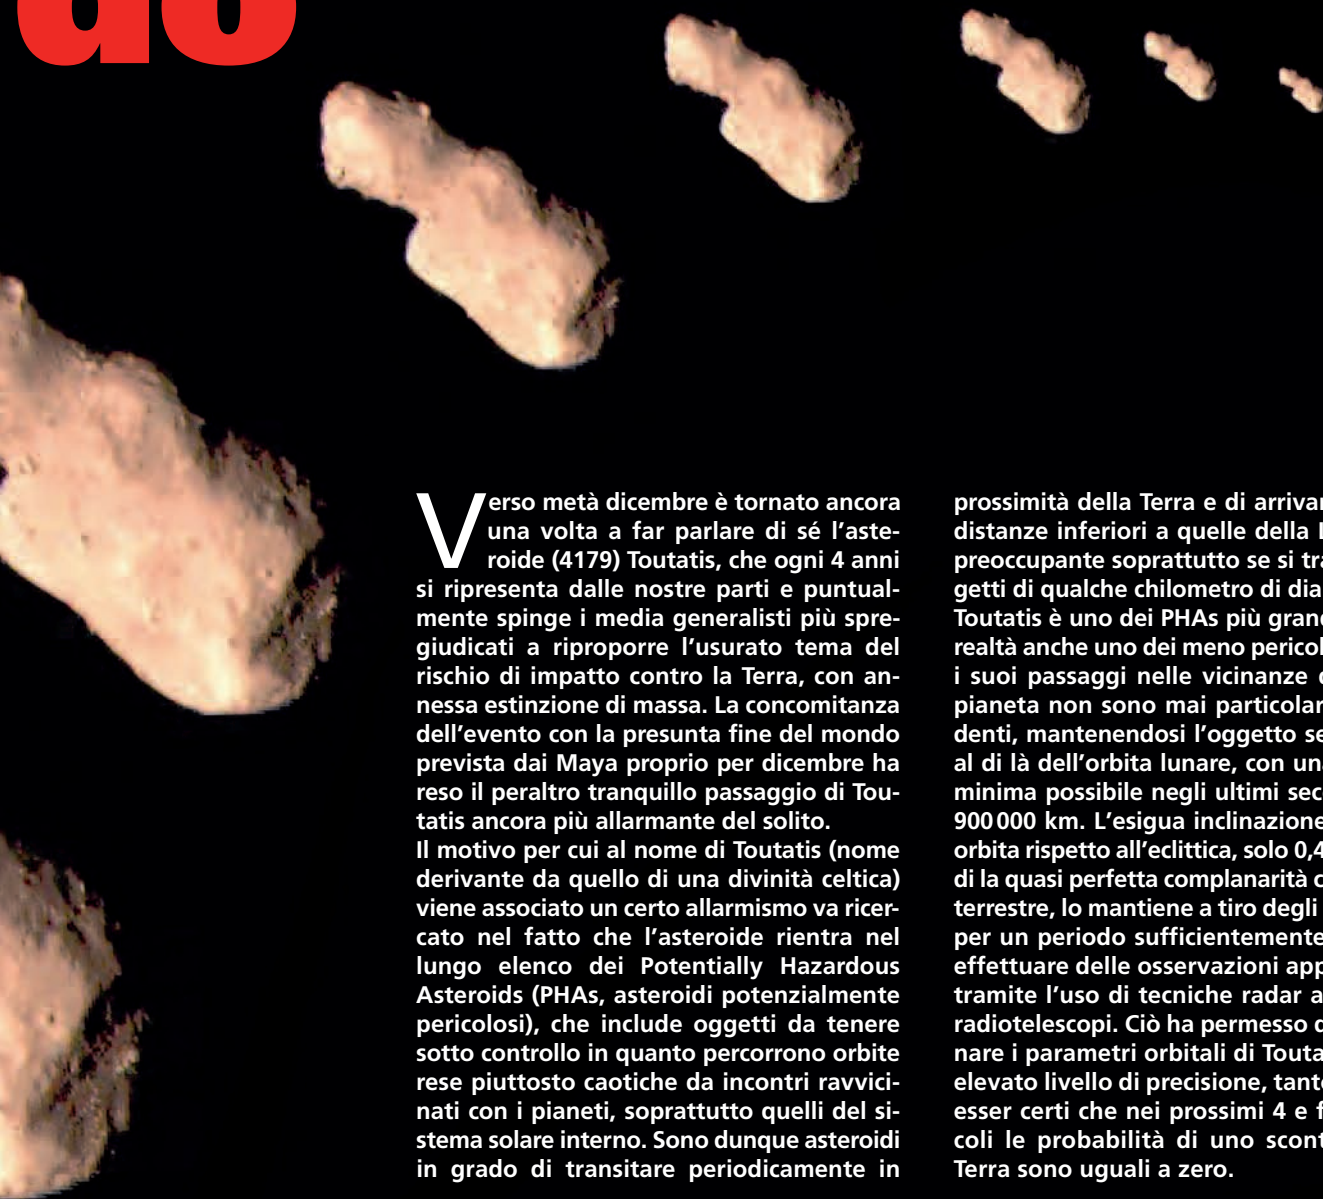 Verso metà dicembre è tornato ancora
una volta a far parlare di sé l'aste-
roide (4179) Toutatis, che ogni 4 anni
si ripresenta dalle nostre parti e puntual-
mente spinge i media generalisti più spre-
giudicati a riproporre l'usurato tema del
rischio di impatto contro la Terra, con an-
nessa estinzione di massa. La concomitanza
dell'evento con la presunta fine del mondo
prevista dai Maya proprio per dicembre ha
reso il peraltro tranquillo passaggio di Tou-
tatis ancora più allarmante del solito.
Il motivo per cui al nome di Toutatis (nome
derivante da quello di una divinità celtica)
viene associato un certo allarmismo va ricer-
cato nel fatto che l'asteroide rientra nel
lungo elenco dei Potentially Hazardous
Asteroids (PHAs, asteroidi potenzialmente
pericolosi), che include oggetti da tenere
sotto controllo in quanto percorrono orbite
rese piuttosto caotiche da incontri ravvici-
nati con i pianeti, soprattutto quelli del si-
stema solare interno. Sono dunque asteroidi
in grado di transitare periodicamente in
prossimità della Terra e di arrivar
distanze inferiori a quelle della
preoccupante soprattutto se si tra
getti di qualche chilometro di dia
Toutatis è uno dei PHAs più grand
realtà anche uno dei meno pericol
i suoi passaggi nelle vicinanze
pianeta non sono mai particolar
denti, mantenendosi l'oggetto se
al di là dell'orbita lunare, con una
minima possibile negli ultimi sec
900 000 km. L'esigua inclinazione
orbita rispetto all'eclittica, solo 0,4
di la quasi perfetta complanarità c
terrestre, lo mantiene a tiro degli
per un periodo sufficientemente
effettuare delle osservazioni app
tramite l'uso di tecniche radar a
radiotelescopi. Ciò ha permesso
nare i parametri orbitali di Touta
elevato livello di precisione, tant
esser certi che nei prossimi 4 e
coli le probabilità di uno scont
Terra sono uguali a zero.